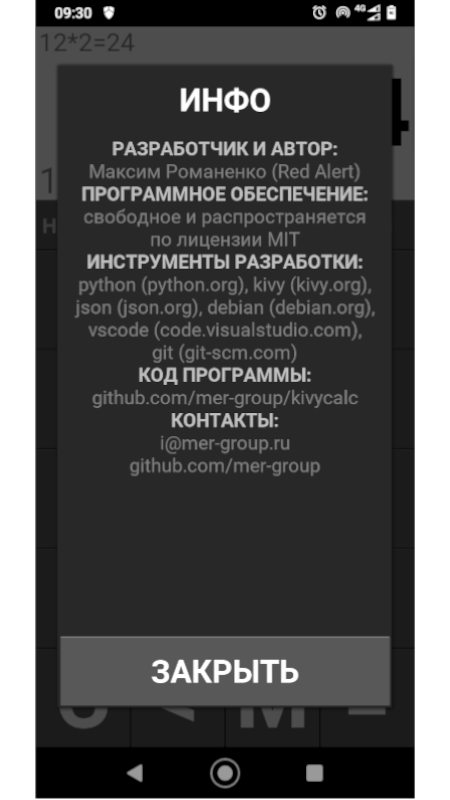 09:30
4G
12*2=24
4
1
ИНФО
РАЗРАБОТЧИК И АВТОР:
Максим Романенко (Red Alert)
ПРОГРАММНОЕ ОБЕСПЕЧЕНИЕ:
свободное и распространяется
по лицензии MIT
ИНСТРУМЕНТЫ РАЗРАБОТКИ:
python (python.org), kivy (kivy.org),
json (json.org), debian (debian.org),
vscode (code.visualstudio.com),
git (git-scm.com)
КОД ПРОГРАММЫ:
github.com/mer-group/kivycalc
КОНТАКТЫ:
i@mer-group.ru
github.com/mer-group
ЗАКРЫТЬ